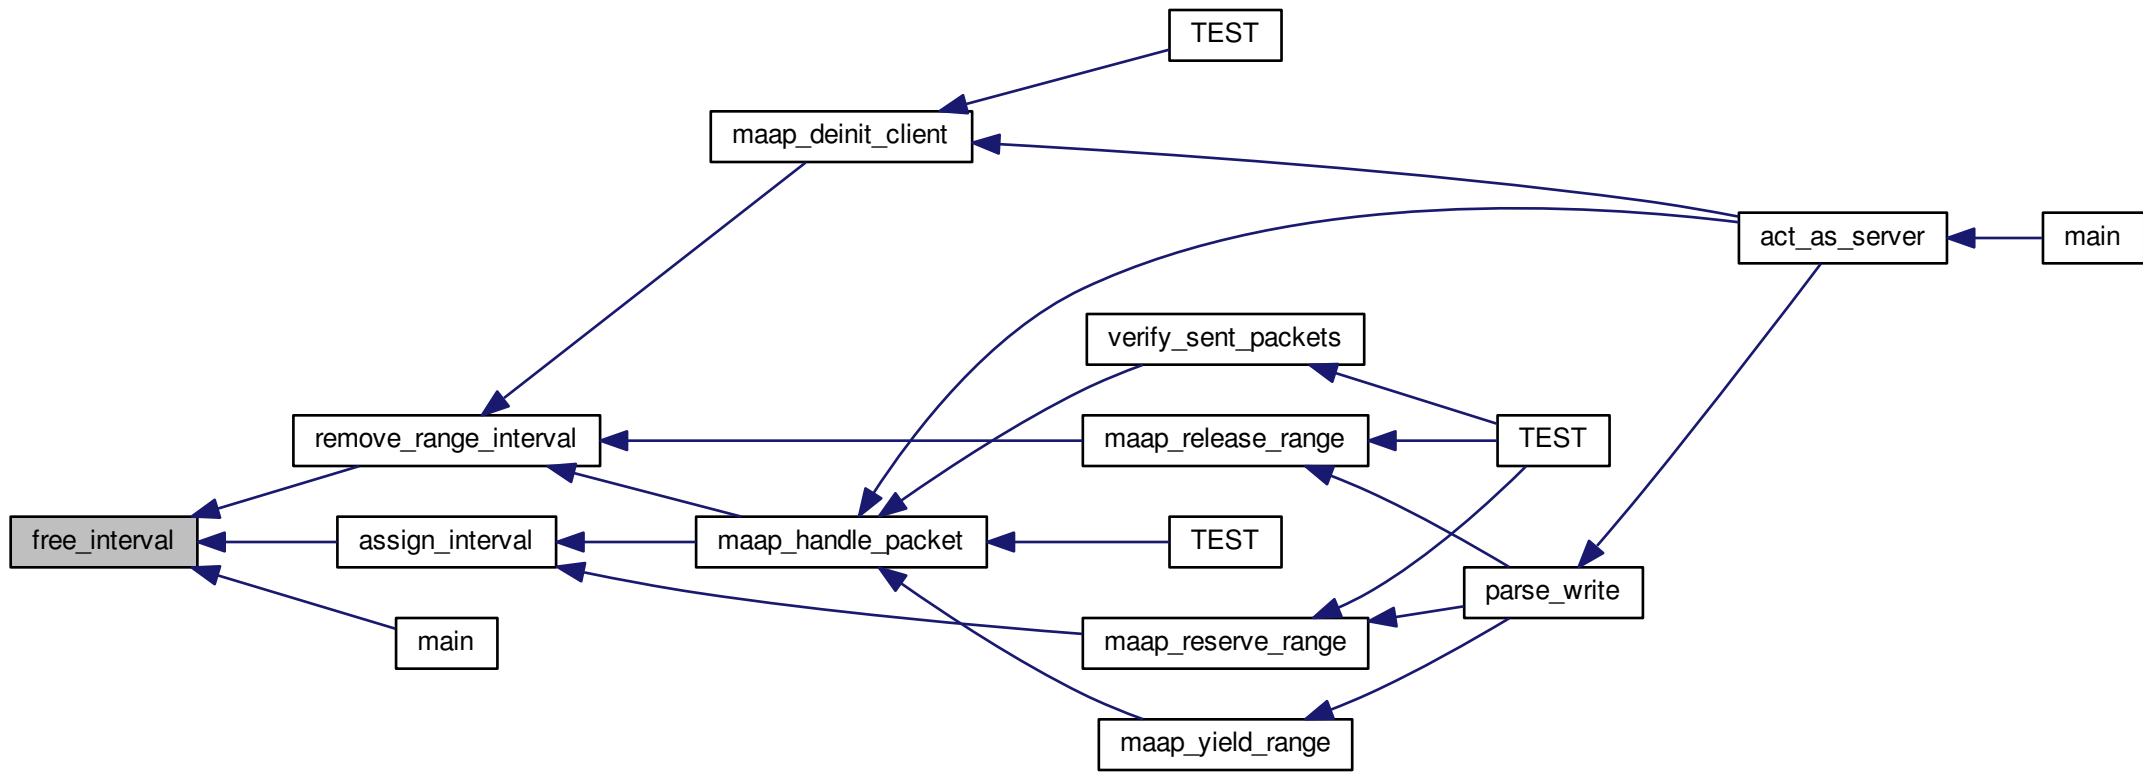 TEST
maap_deinit_client
act_as_server
main
verify_sent_packets
remove_range_interval
maap_release_range
TEST
free_interval
assign_interval
maap_handle_packet
TEST
parse_write
main
maap_reserve_range
maap_yield_range